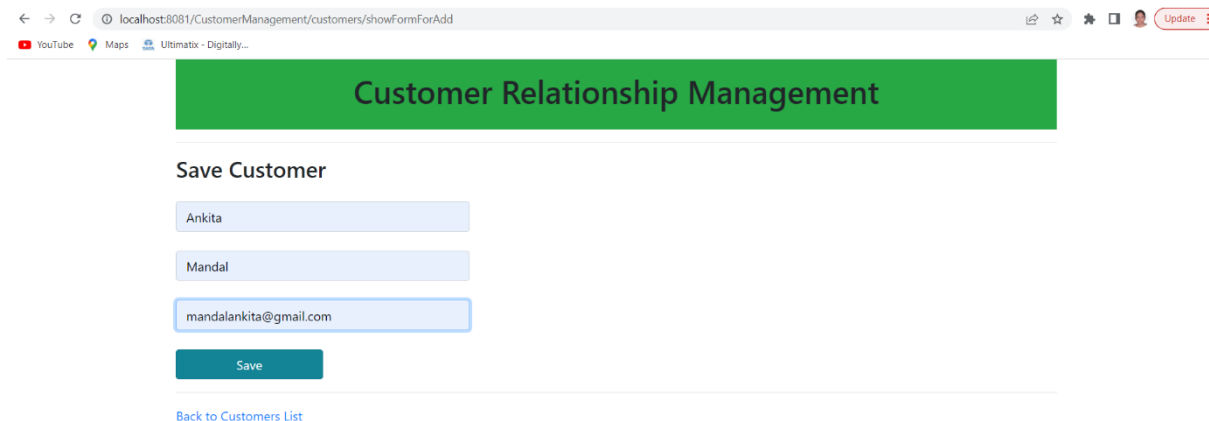 localhost:8081/CustomerManagement/customers/showFormForAdd
Update
YouTube Maps Ultimatix - Digitally...
Customer Relationship Management
Save Customer
Ankita
Mandal
mandalankita@gmail.com
Save
Back to Customers List